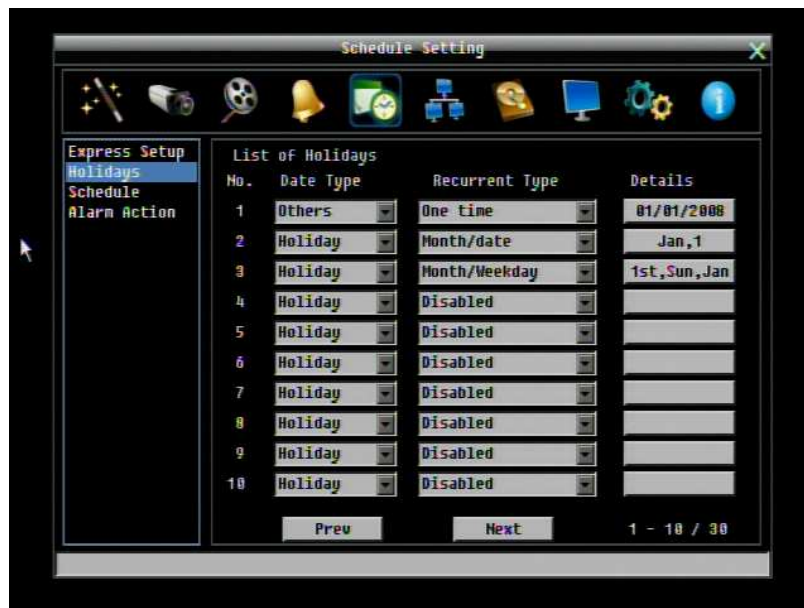 Schedule Setting
Express Setup
Holidays
Schedule
Alarm Action
List of Holidays
No. Date Type Recurrent Type Details
1 Others One time 01/01/2008
2 Holiday Month/date Jan,1
3 Holiday Month/Weekday 1st,Sun,Jan
4 Holiday Disabled
5 Holiday Disabled
6 Holiday Disabled
7 Holiday Disabled
8 Holiday Disabled
9 Holiday Disabled
10 Holiday Disabled
Prev Next 1 - 10 / 30